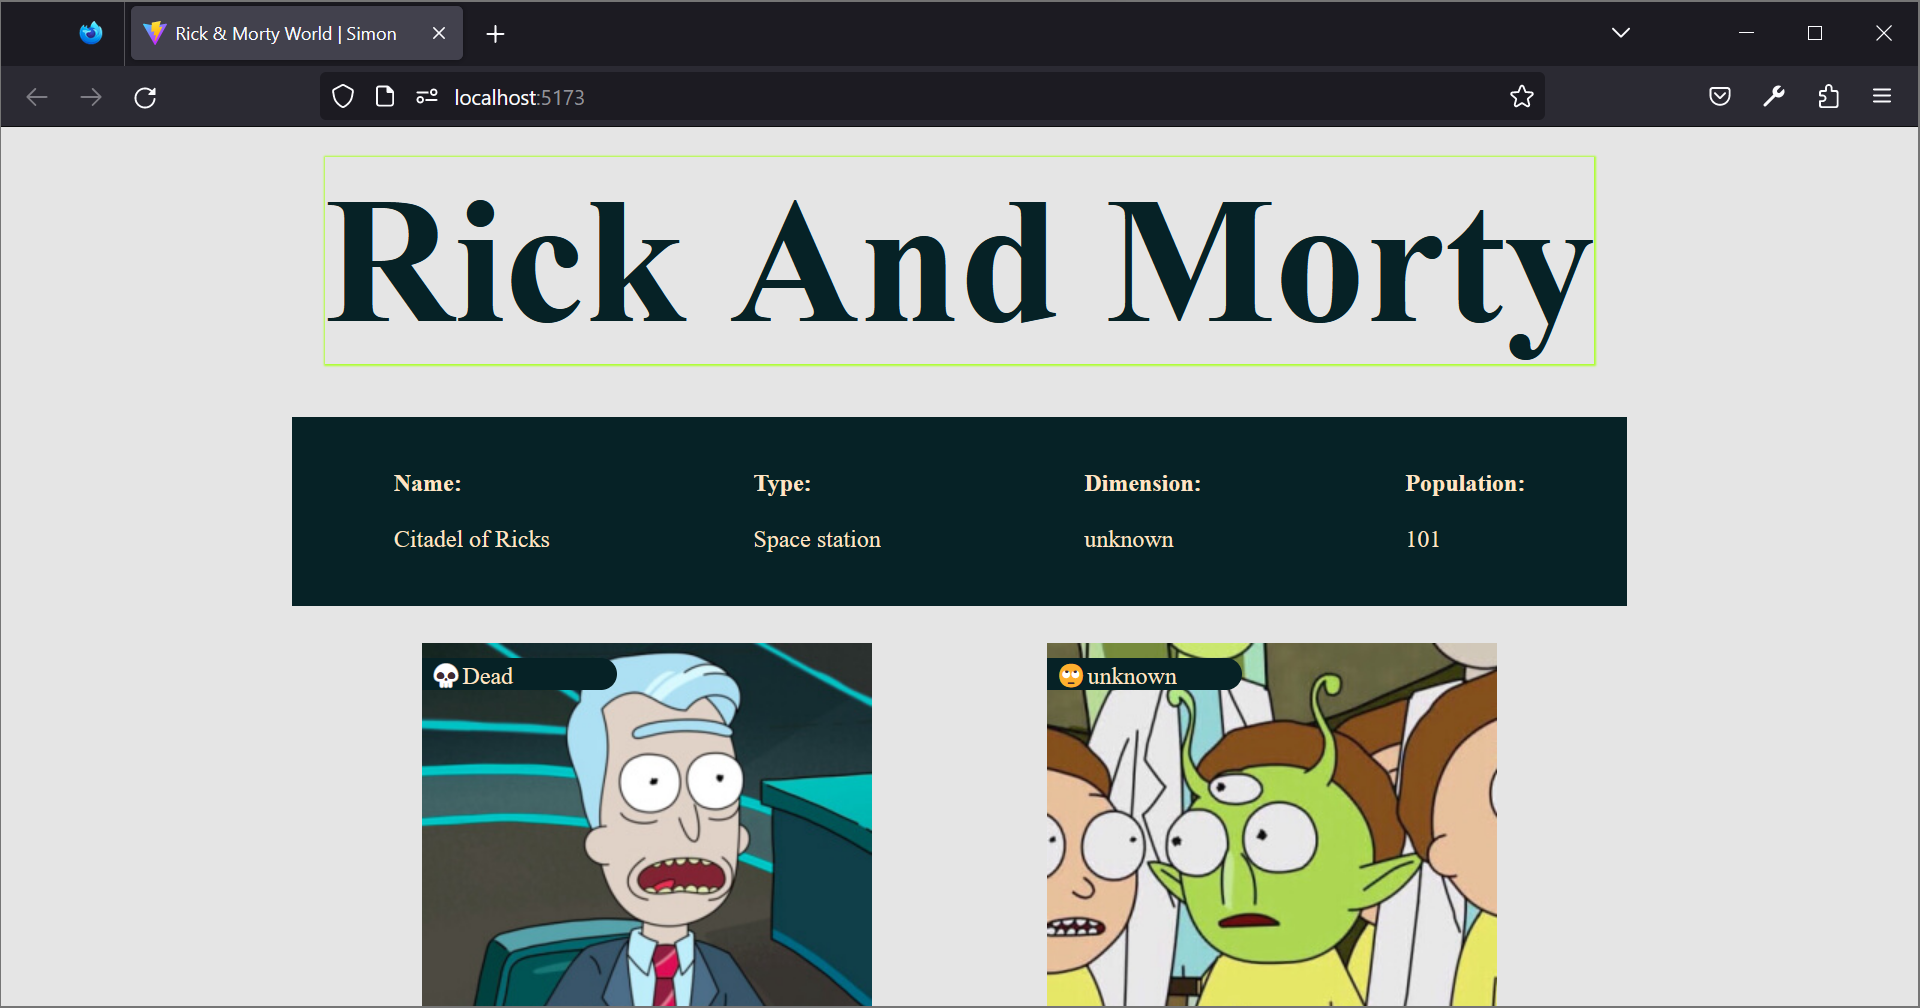 Rick & Morty World | Simon
localhost:5173
Rick And Morty
Name: Type: Dimension: Population:
Citadel of Ricks Space station unknown 101
💀Dead
🙄unknown